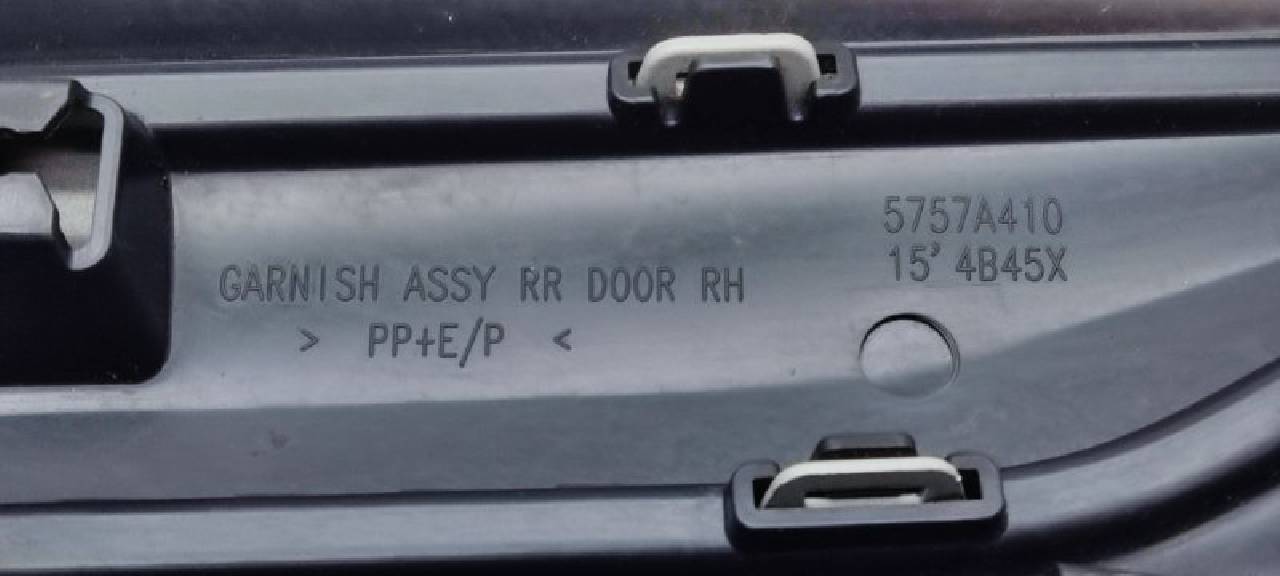 5757A410
15' 4B45X
GARNISH ASSY RR DOOR RH
> PP+E/P <